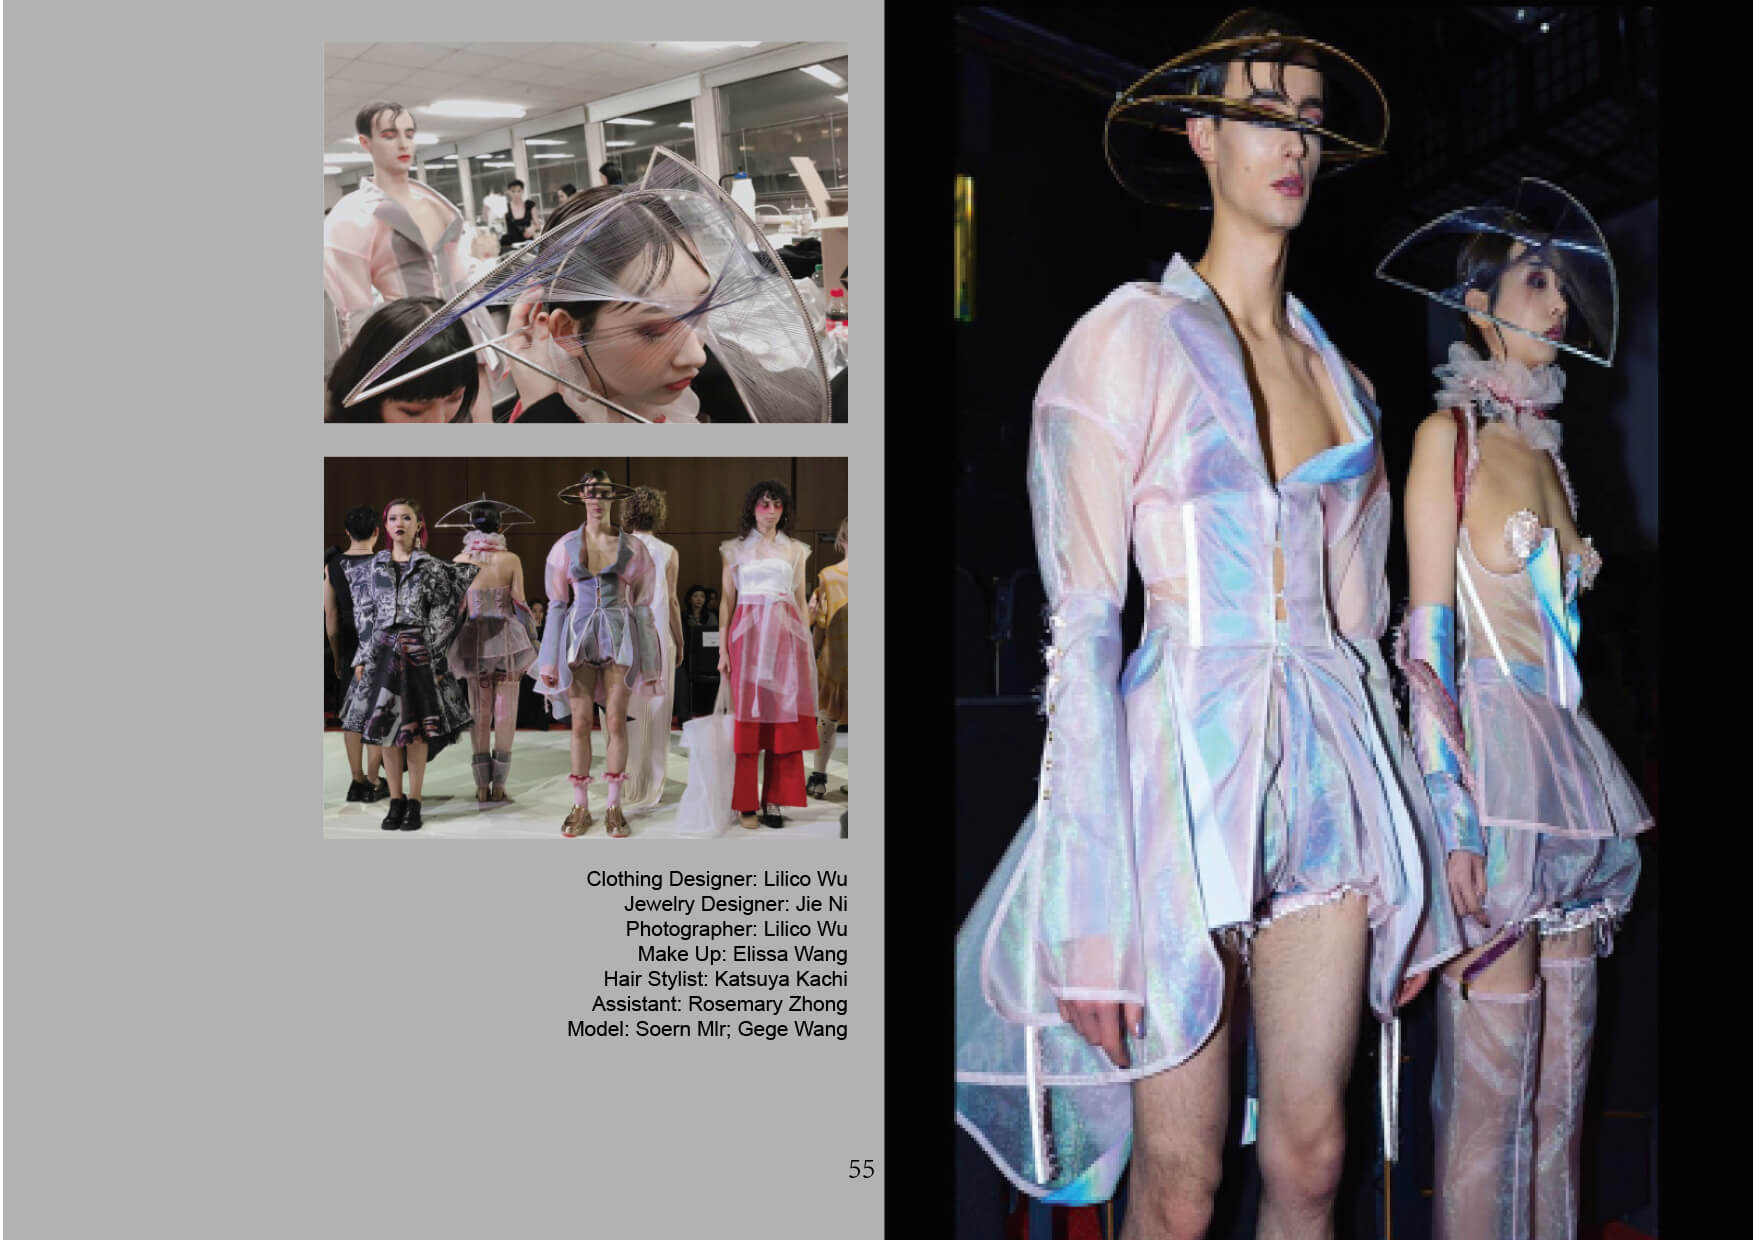 Clothing Designer: Lilico Wu
Jewelry Designer: Jie Ni
Photographer: Lilico Wu
Make Up: Elissa Wang
Hair Stylist: Katsuya Kachi
Assistant: Rosemary Zhong
Model: Soern Mlr; Gege Wang
55